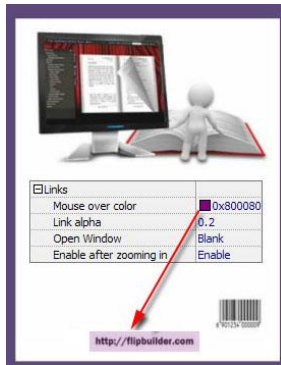 Links
Mouse over color 0x800080
Link alpha 0.2
Open Window Blank
Enable after zooming in Enable
http://flipbuilder.com